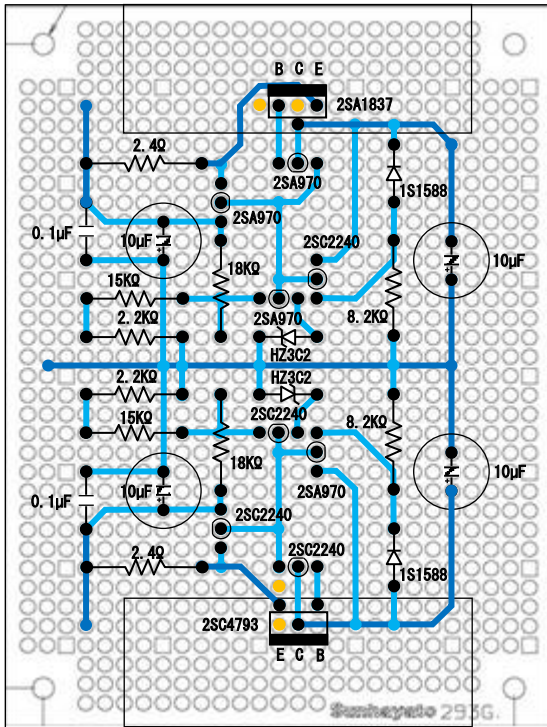 B C E
2SA1837
2.4Ω
2SA970
2SA970
1S1588
0.1μF
10μF
2SC2240
10μF
15KΩ
18KΩ
2.2KΩ
2SA970
8.2KΩ
HZ3C2
HZ3C2
2.2KΩ
2SC2240
8.2KΩ
15KΩ
18KΩ
0.1μF
10μF
2SA970
10μF
2SC2240
2.4Ω
2SC2240
1S1588
2SC4793
E C B
Sunhayato 293G.